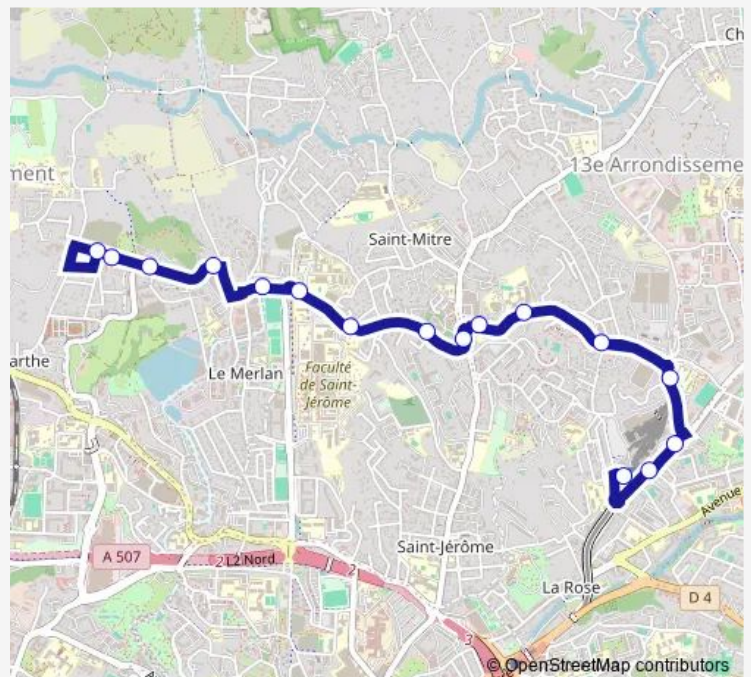 Ch
13e Arrondisseme
ment
Saint-Mitre
arthe
Le Merlan
Faculté
de Saint-
Jérôme
Avenue
Saint-Jérôme
A 507
2
L2 Nord
2
La Rose
D 4
3
© OpenStreetMap contributors